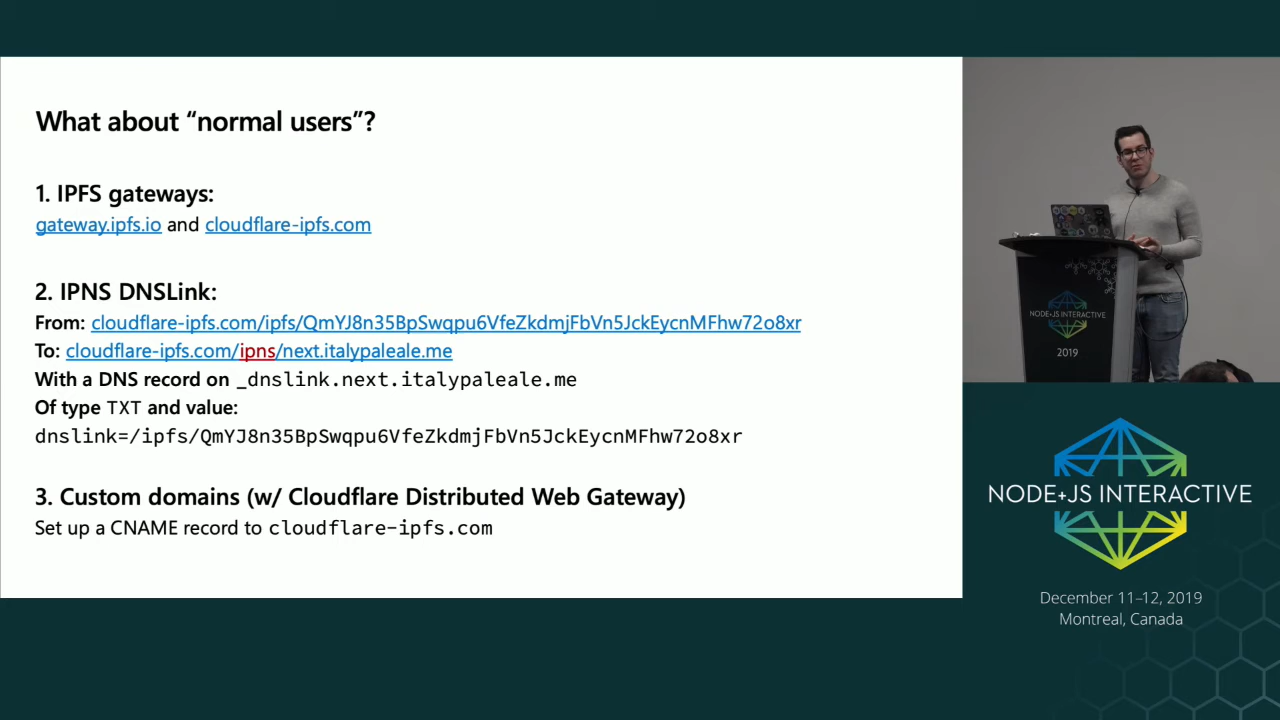 What about “normal users”?
1. IPFS gateways:
gateway.ipfs.io and cloudflare-ipfs.com
2. IPNS DNSLink:
From: cloudflare-ipfs.com/ipfs/QmYJ8n35BpSwqpu6VfeZkdmjFbVn5JckEycnMFhw72o8xr
To: cloudflare-ipfs.com/ipns/next.italypaleale.me
With a DNS record on _dnslink.next.italypaleale.me
Of type TXT and value:
dnslink=/ipfs/QmYJ8n35BpSwqpu6VfeZkdmjFbVn5JckEycnMFhw72o8xr
3. Custom domains (w/ Cloudflare Distributed Web Gateway)
Set up a CNAME record to cloudflare-ipfs.com
NODE+JS INTERACTIVE
2019
NODE+JS INTERACTIVE
December 11–12, 2019
Montreal, Canada